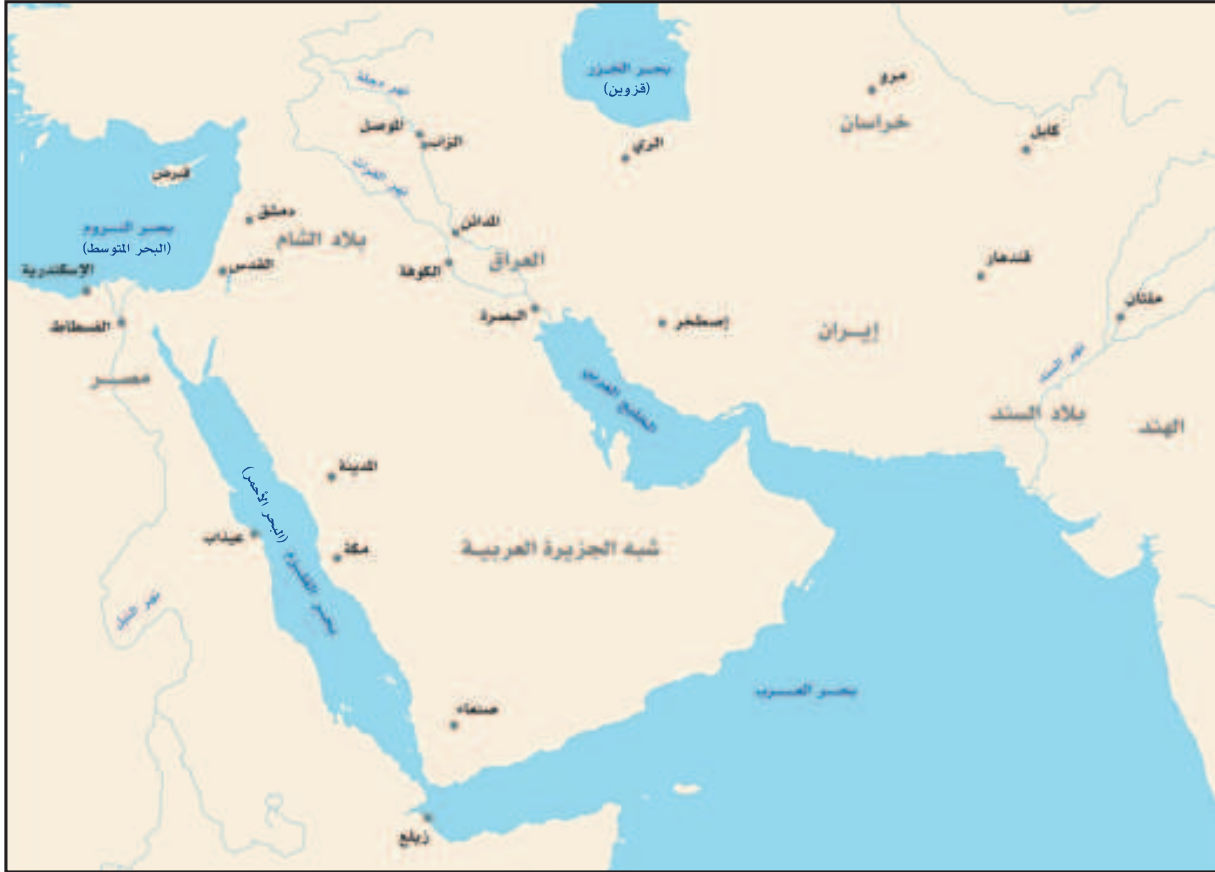 بحر الخزر
(قزوين)
مرو
خراسان
كابل
نهر دجلة
الموصل
الزاب
الري
نهر الفرات
قبرص
دمشق
بلاد الشام
المدائن
بحر الروم
(البحر المتوسط)
العراق
الكوفة
القدس
الإسكندرية
قندهار
ملتان
الفسطاط
البصرة
إصطخر
إيران
نهر السند
مصر
الخليج العربي
بلاد السند
الهند
المدينة
(البحر الأحمر)
بحر القلزم
عيذاب
مكة
شبه الجزيرة العربية
نهر النيل
بحر العرب
صنعاء
زيلع